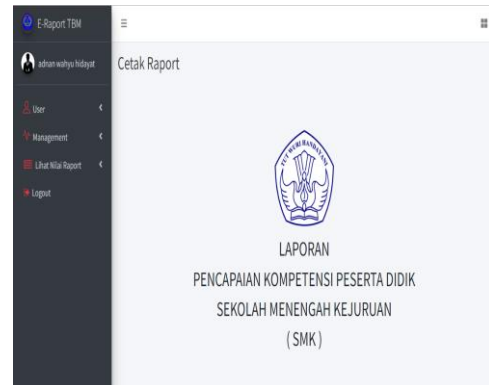 E-Raport TBM
adnan wahyu hidayat
User
Management
Lihat Nilai Raport
Logout
Cetak Raport
TUT WURI HANDAYANI
LAPORAN
PENCAPAIAN KOMPETENSI PESERTA DIDIK
SEKOLAH MENENGAH KEJURUAN
( SMK )